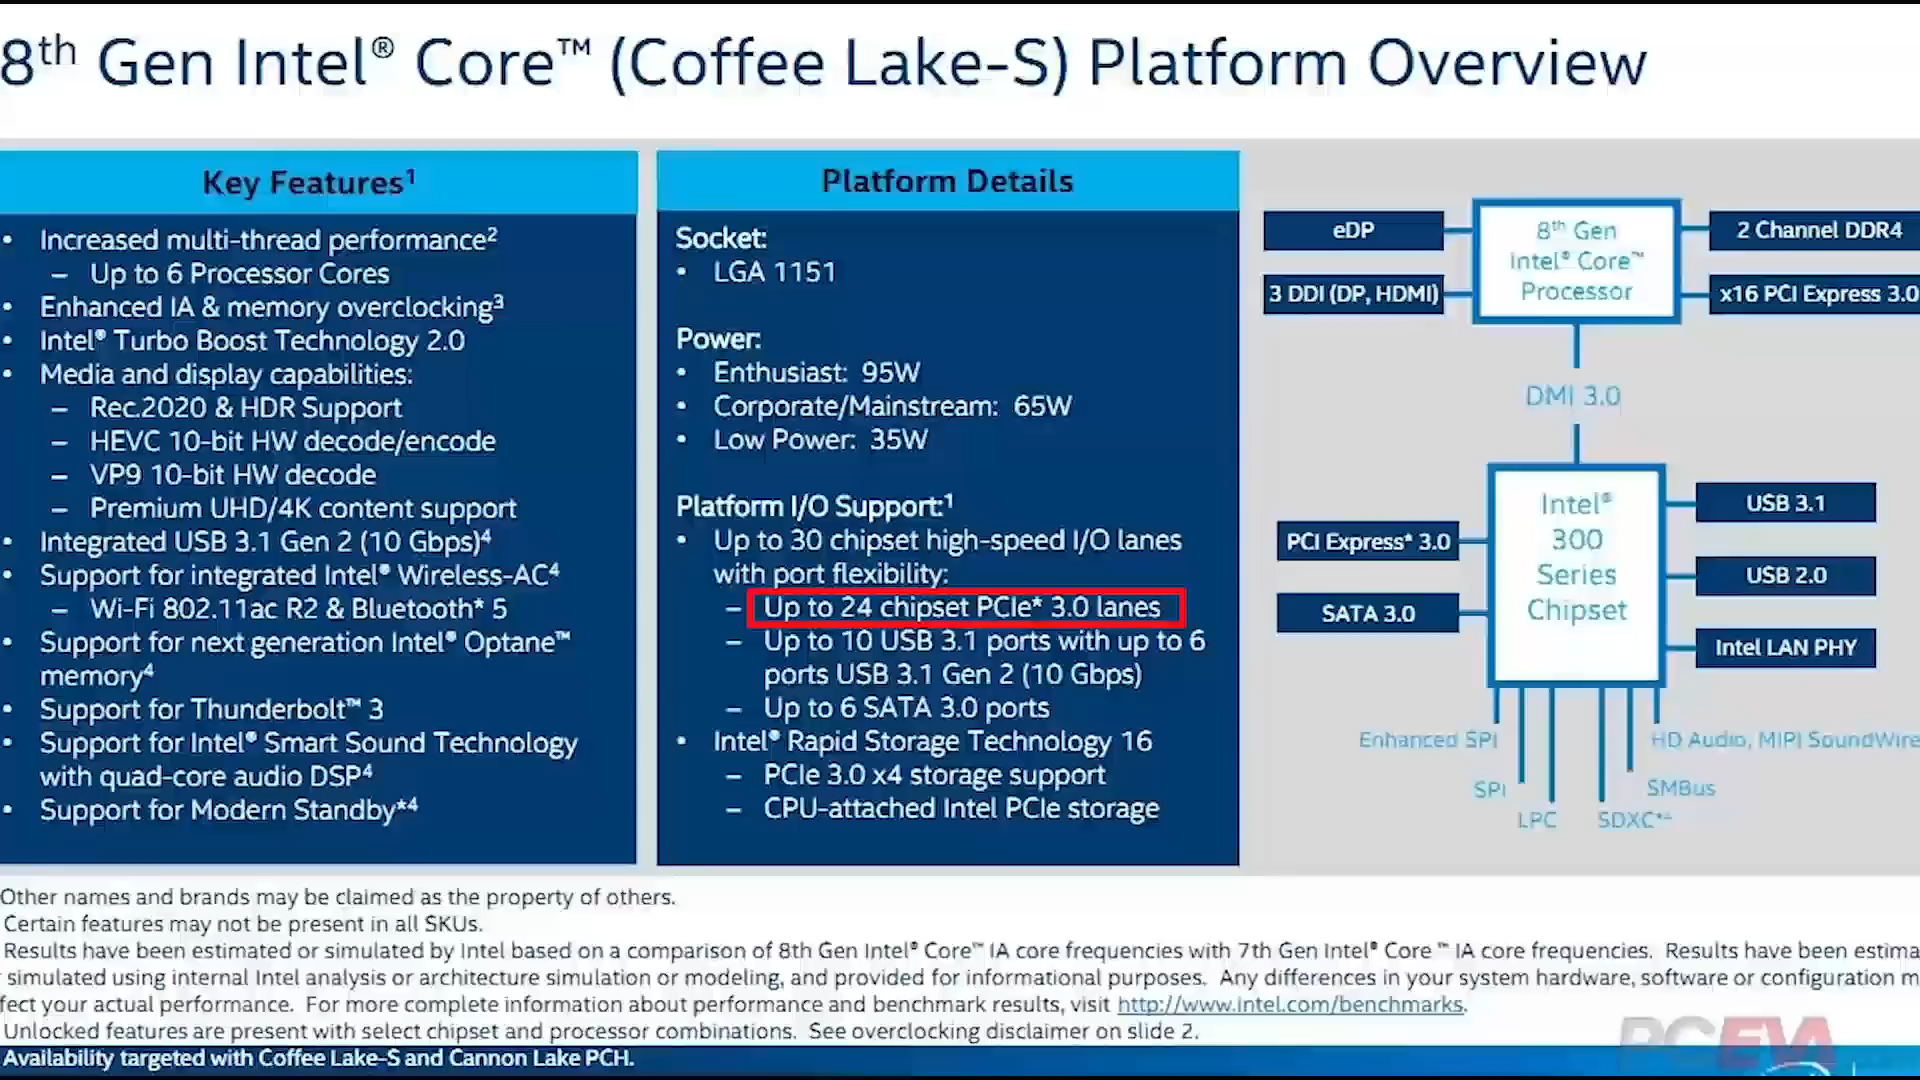 8th Gen Intel® Core™ (Coffee Lake-S) Platform Overview
Key Features1
• Increased multi-thread performance2
– Up to 6 Processor Cores
• Enhanced IA & memory overclocking3
• Intel® Turbo Boost Technology 2.0
• Media and display capabilities:
– Rec.2020 & HDR Support
– HEVC 10-bit HW decode/encode
– VP9 10-bit HW decode
– Premium UHD/4K content support
• Integrated USB 3.1 Gen 2 (10 Gbps)4
• Support for integrated Intel® Wireless-AC4
– Wi-Fi 802.11ac R2 & Bluetooth* 5
• Support for next generation Intel® Optane™
memory4
• Support for Thunderbolt™ 3
• Support for Intel® Smart Sound Technology
with quad-core audio DSP4
• Support for Modern Standby*4
Platform Details
Socket:
• LGA 1151
Power:
• Enthusiast: 95W
• Corporate/Mainstream: 65W
• Low Power: 35W
Platform I/O Support:1
• Up to 30 chipset high-speed I/O lanes
with port flexibility:
– Up to 24 chipset PCIe* 3.0 lanes
– Up to 10 USB 3.1 ports with up to 6
ports USB 3.1 Gen 2 (10 Gbps)
– Up to 6 SATA 3.0 ports
• Intel® Rapid Storage Technology 16
– PCIe 3.0 x4 storage support
– CPU-attached Intel PCIe storage
eDP
3 DDI (DP, HDMI)
8th Gen
Intel® Core™
Processor
2 Channel DDR4
x16 PCI Express 3.0
DMI 3.0
PCI Express* 3.0
SATA 3.0
Intel®
300
Series
Chipset
USB 3.1
USB 2.0
Intel LAN PHY
Enhanced SPI
SPI
LPC
SDXC*4
SMBus
HD Audio, MIPI SoundWire
Other names and brands may be claimed as the property of others.
Certain features may not be present in all SKUs.
Results have been estimated or simulated by Intel based on a comparison of 8th Gen Intel® Core™ IA core frequencies with 7th Gen Intel® Core ™ IA core frequencies. Results have been estima
simulated using internal Intel analysis or architecture simulation or modeling, and provided for informational purposes. Any differences in your system hardware, software or configuration m
fect your actual performance. For more complete information about performance and benchmark results, visit http://www.intel.com/benchmarks.
Unlocked features are present with select chipset and processor combinations. See overclocking disclaimer on slide 2.
Availability targeted with Coffee Lake-S and Cannon Lake PCH.
PCEVA